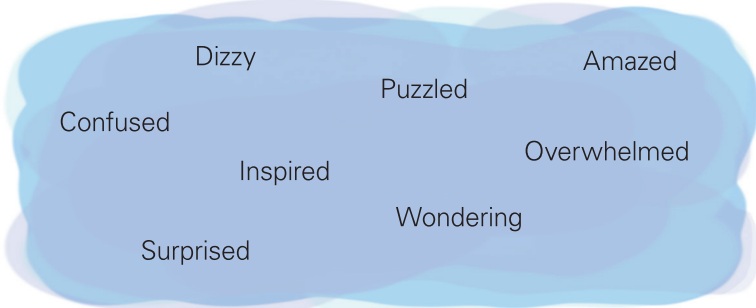 Dizzy
Amazed
Puzzled
Confused
Overwhelmed
Inspired
Wondering
Surprised